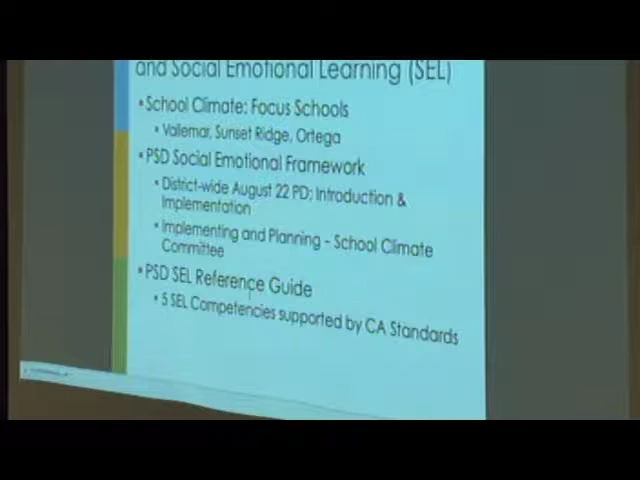 and Social Emotional Learning (SEL)
• School Climate: Focus Schools
• Vallemar, Sunset Ridge, Ortega
• PSD Social Emotional Framework
• District-wide August 22 PD; Introduction &
Implementation
• Implementing and Planning - School Climate
Committee
• PSD SEL Reference Guide
• 5 SEL Competencies supported by CA Standards